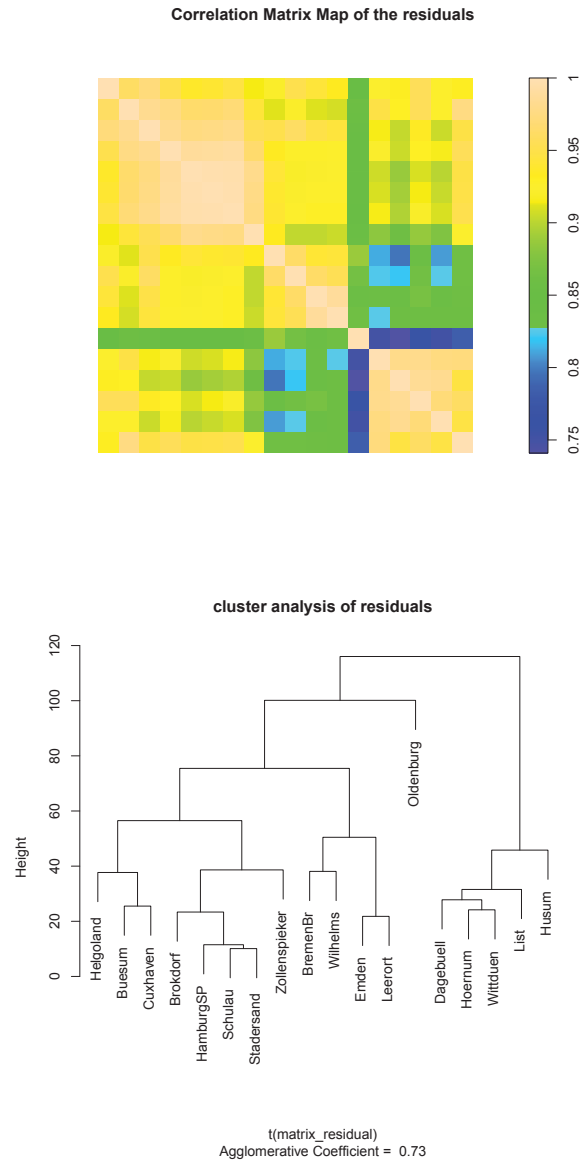 Correlation Matrix Map of the residuals
1
0.95
0.9
0.85
0.8
0.75
cluster analysis of residuals
Height
120
100
80
60
40
20
0
Helgoland
Buesum
Cuxhaven
Brokdorf
HamburgSP
Schulau
Stadersand
Zollenspieker
BremenBr
Wilhelms
Emden
Leerort
Oldenburg
Dagebuell
Hoernum
Wittduen
List
Husum
t(matrix_residual)
Agglomerative Coefficient = 0.73